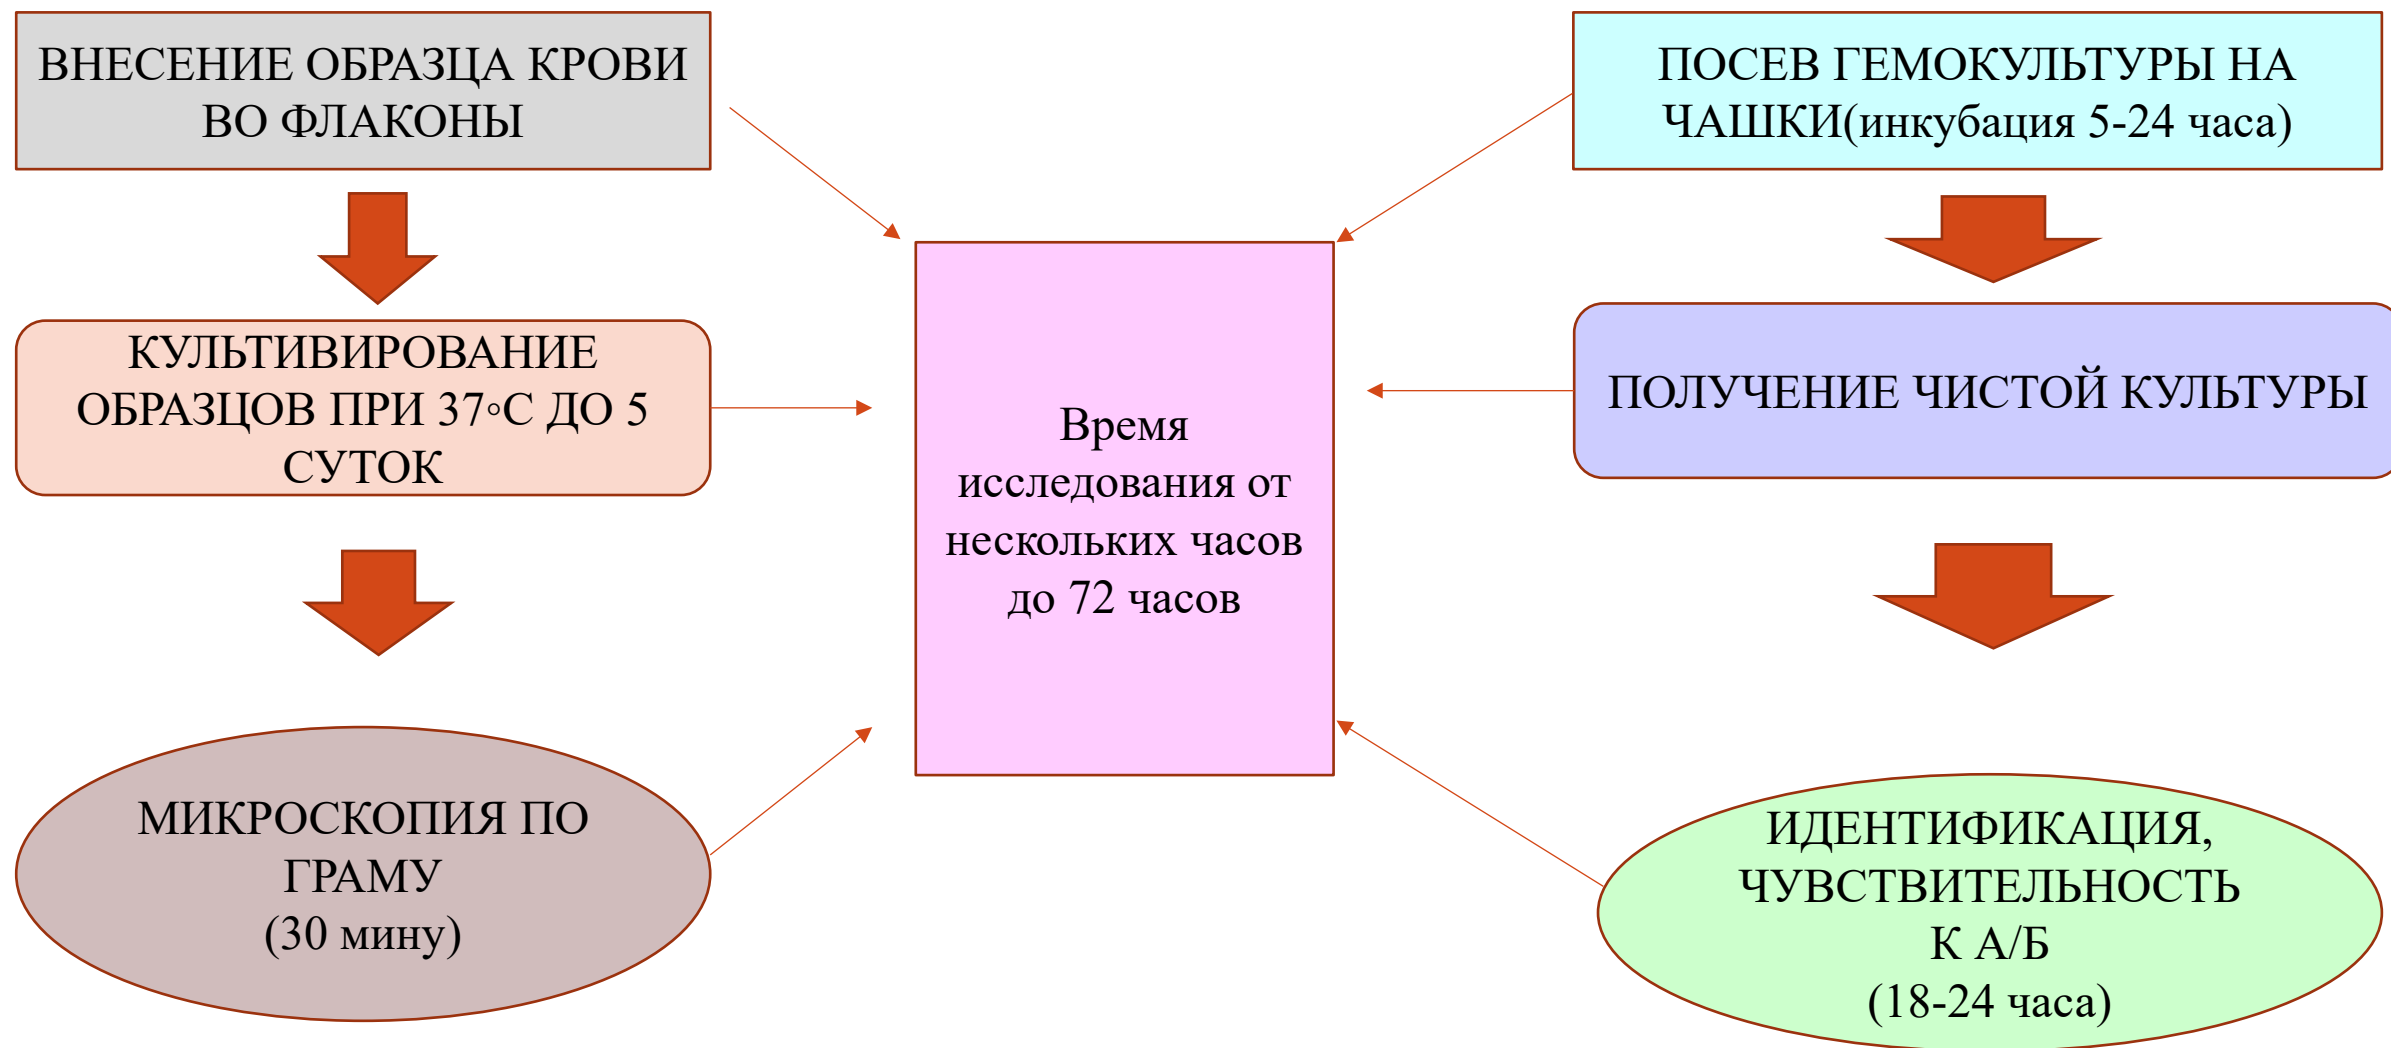 ВНЕСЕНИЕ ОБРАЗЦА КРОВИ
ВО ФЛАКОНЫ
КУЛЬТИВИРОВАНИЕ
ОБРАЗЦОВ ПРИ 37◦С ДО 5
СУТОК
МИКРОСКОПИЯ ПО
ГРАМУ
(30 мину)
Время
исследования от
нескольких часов
до 72 часов
ПОСЕВ ГЕМОКУЛЬТУРЫ НА
ЧАШКИ(инкубация 5-24 часа)
ПОЛУЧЕНИЕ ЧИСТОЙ КУЛЬТУРЫ
ИДЕНТИФИКАЦИЯ,
ЧУВСТВИТЕЛЬНОСТЬ
К А/Б
(18-24 часа)